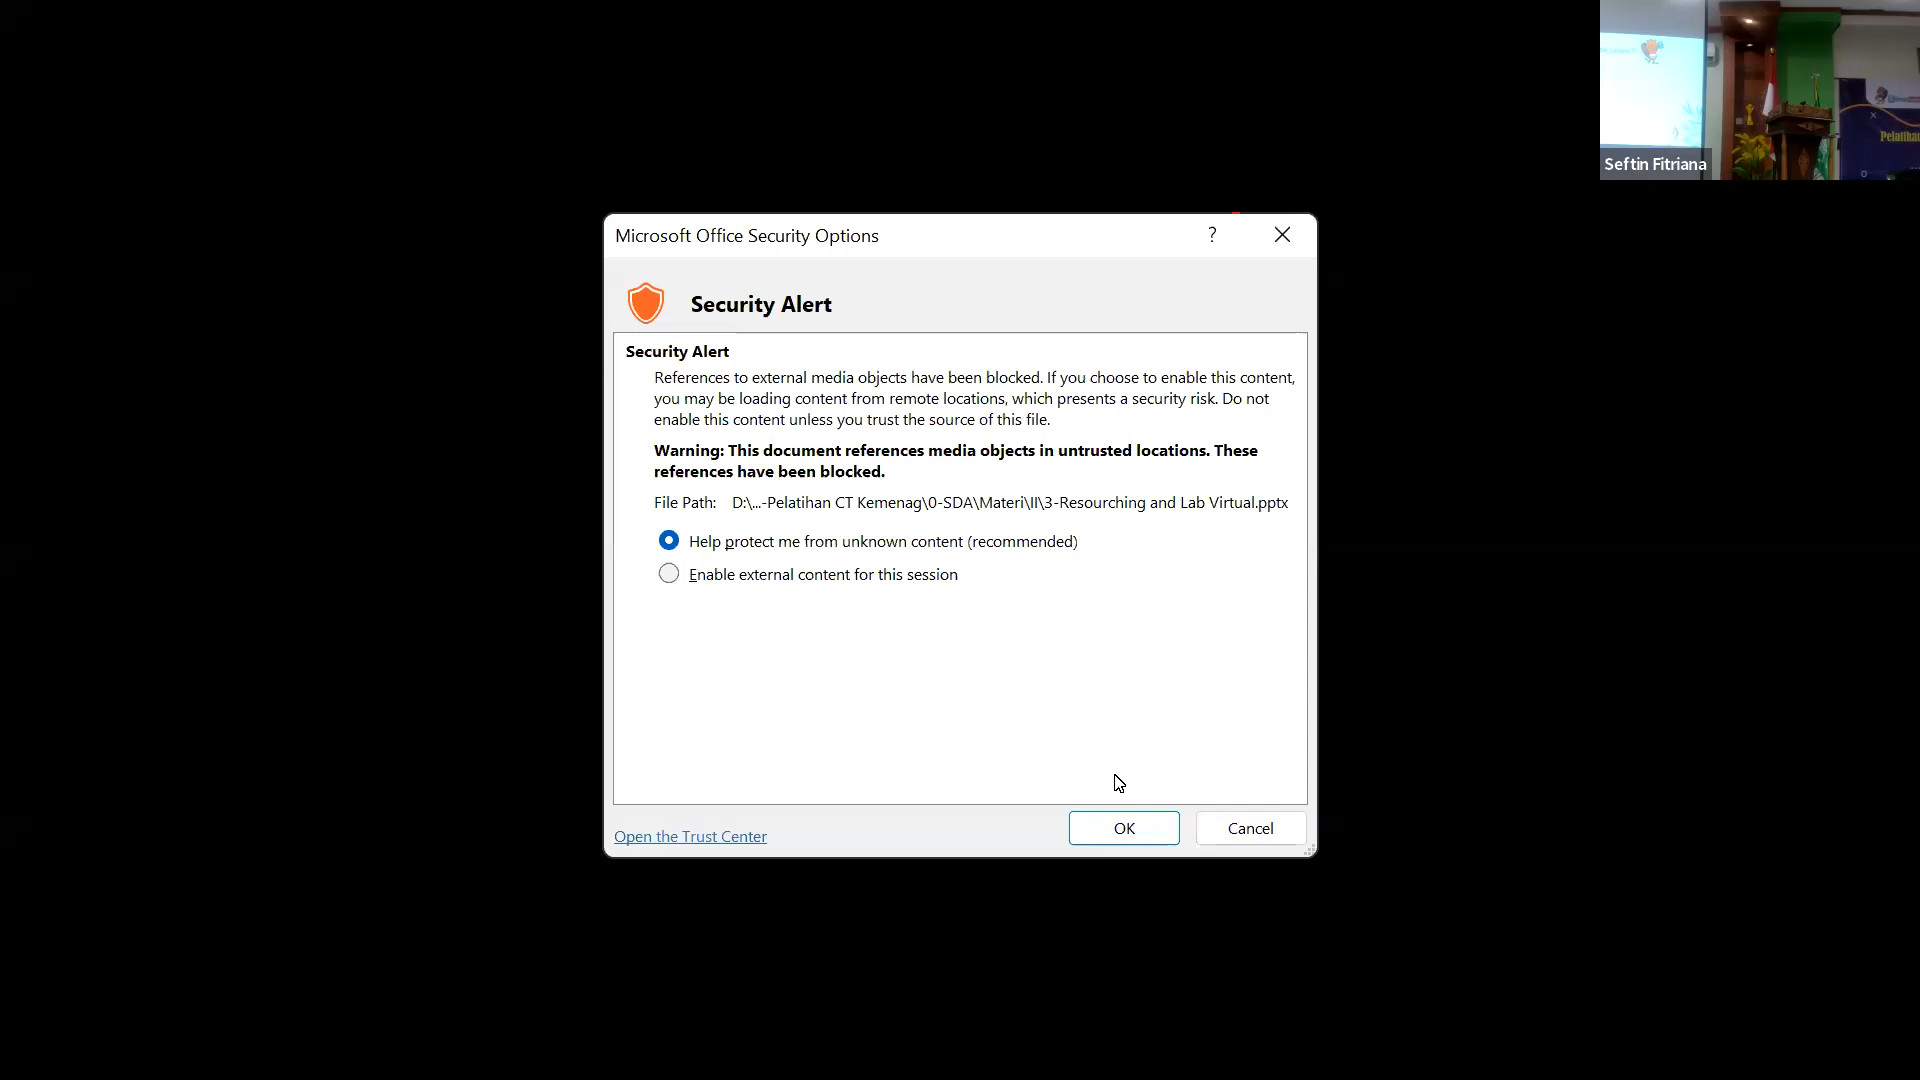 Seftin Fitriana
Pelatihan
Microsoft Office Security Options
Security Alert
Security Alert
References to external media objects have been blocked. If you choose to enable this content,
you may be loading content from remote locations, which presents a security risk. Do not
enable this content unless you trust the source of this file.
Warning: This document references media objects in untrusted locations. These
references have been blocked.
File Path: D:\...-Pelatihan CT Kemenag\0-SDA\Materi\II\3-Resourching and Lab Virtual.pptx
Help protect me from unknown content (recommended)
Enable external content for this session
Open the Trust Center
OK
Cancel